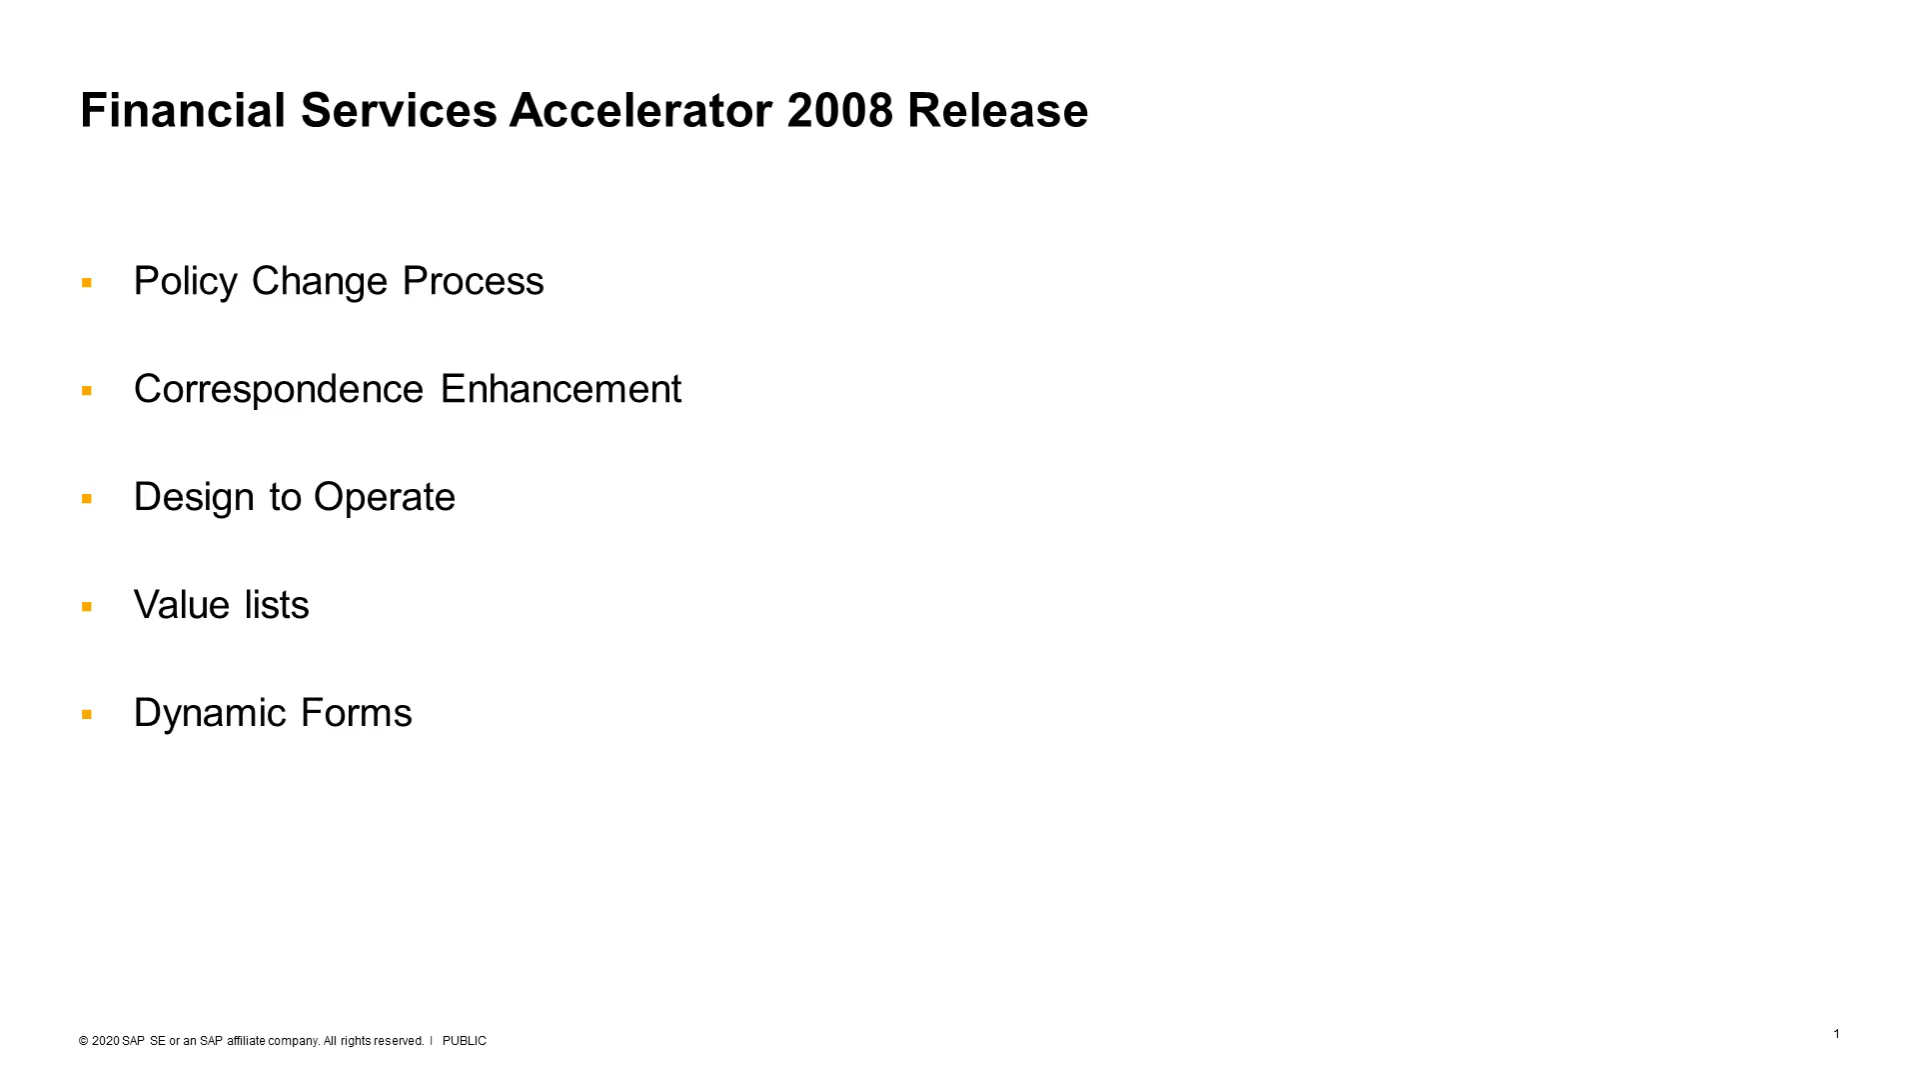 Financial Services Accelerator 2008 Release
▪ Policy Change Process
▪ Correspondence Enhancement
▪ Design to Operate
▪ Value lists
▪ Dynamic Forms
© 2020 SAP SE or an SAP affiliate company. All rights reserved. | PUBLIC
1